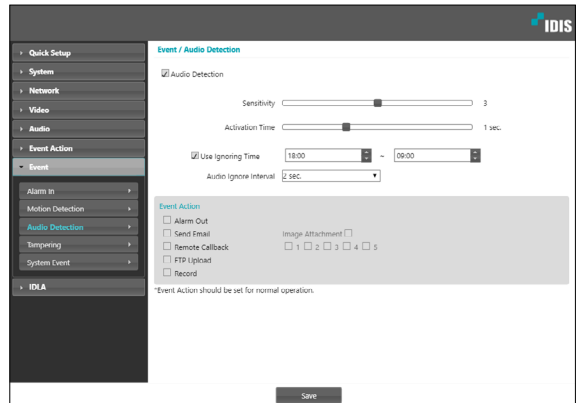 IDIS
Quick Setup
System
Network
Video
Audio
Event Action
Event
Alarm In
Motion Detection
Audio Detection
Tampering
System Event
IDLA
Event / Audio Detection
Audio Detection
Sensitivity 3
Activation Time 1 sec.
Use Ignoring Time 18:00 ~ 09:00
Audio Ignore Interval 2 sec.
Event Action
Alarm Out
Send Email Image Attachment
Remote Callback 1 2 3 4 5
FTP Upload
Record
*Event Action should be set for normal operation.
Save